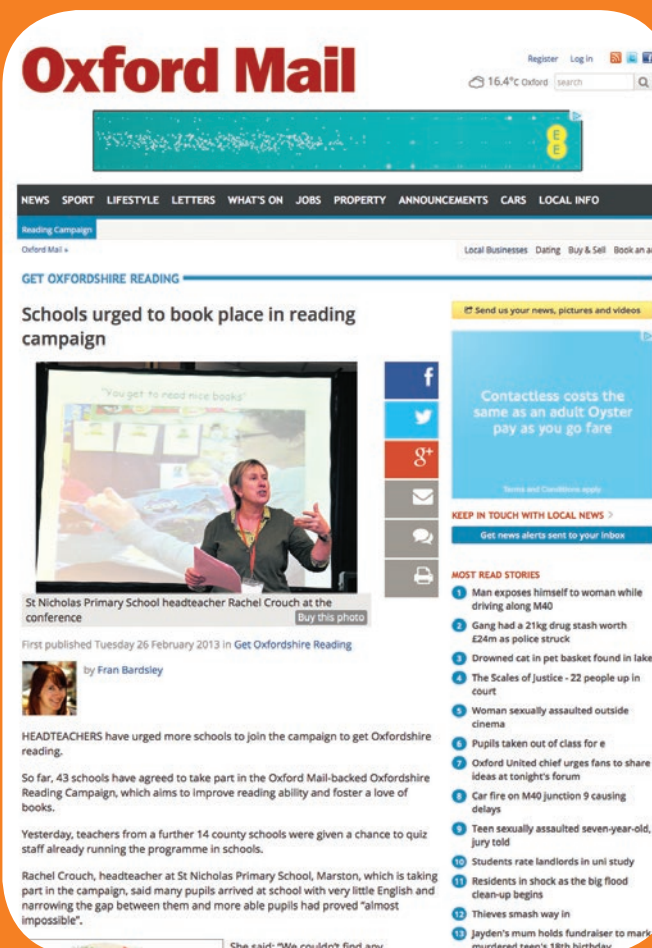 Oxford Mail
Register Log in
16.4°C Oxford search
EE
NEWS SPORT LIFESTYLE LETTERS WHAT'S ON JOBS PROPERTY ANNOUNCEMENTS CARS LOCAL INFO
Reading Campaign
Oxford Mail »
Local Businesses Dating Buy & Sell Book an a
GET OXFORDSHIRE READING
Schools urged to book place in reading
campaign
"You get to read nice books"
f
g+
St Nicholas Primary School headteacher Rachel Crouch at the
conference
Buy this photo
First published Tuesday 26 February 2013 in Get Oxfordshire Reading
by Fran Bardsley
HEADTEACHERS have urged more schools to join the campaign to get Oxfordshire
reading.
So far, 43 schools have agreed to take part in the Oxford Mail-backed Oxfordshire
Reading Campaign, which aims to improve reading ability and foster a love of
books.
Yesterday, teachers from a further 14 county schools were given a chance to quiz
staff already running the programme in schools.
Rachel Crouch, headteacher at St Nicholas Primary School, Marston, which is taking
part in the campaign, said many pupils arrived at school with very little English and
narrowing the gap between them and more able pupils had proved "almost
impossible".
She said: "We couldn't find any
Send us your news, pictures and videos
Contactless costs the
same as an adult Oyster
pay as you go fare
Terms and Conditions apply
KEEP IN TOUCH WITH LOCAL NEWS >
Get news alerts sent to your inbox
MOST READ STORIES
1 Man exposes himself to woman while
driving along M40
2 Gang had a 21kg drug stash worth
£24m as police struck
3 Drowned cat in pet basket found in lake
4 The Scales of Justice - 22 people up in
court
5 Woman sexually assaulted outside
cinema
6 Pupils taken out of class for e
7 Oxford United chief urges fans to share
ideas at tonight's forum
8 Car fire on M40 junction 9 causing
delays
9 Teen sexually assaulted seven-year-old,
jury told
10 Students rate landlords in uni study
11 Residents in shock as the big flood
clean-up begins
12 Thieves smash way in
13 Jayden's mum holds fundraiser to mark
murdered teen's 18th birthday